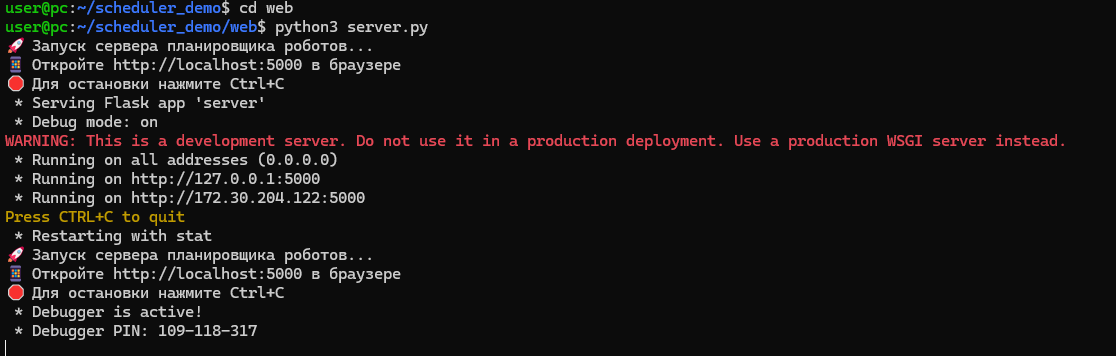 user@pc:~/scheduler_demo$ cd web
user@pc:~/scheduler_demo/web$ python3 server.py
🚀 Запуск сервера планировщика роботов...
📱 Откройте http://localhost:5000 в браузере
🛑 Для остановки нажмите Ctrl+C
 * Serving Flask app 'server'
 * Debug mode: on
WARNING: This is a development server. Do not use it in a production deployment. Use a production WSGI server instead.
 * Running on all addresses (0.0.0.0)
 * Running on http://127.0.0.1:5000
 * Running on http://172.30.204.122:5000
Press CTRL+C to quit
 * Restarting with stat
🚀 Запуск сервера планировщика роботов...
📱 Откройте http://localhost:5000 в браузере
🛑 Для остановки нажмите Ctrl+C
 * Debugger is active!
 * Debugger PIN: 109-118-317